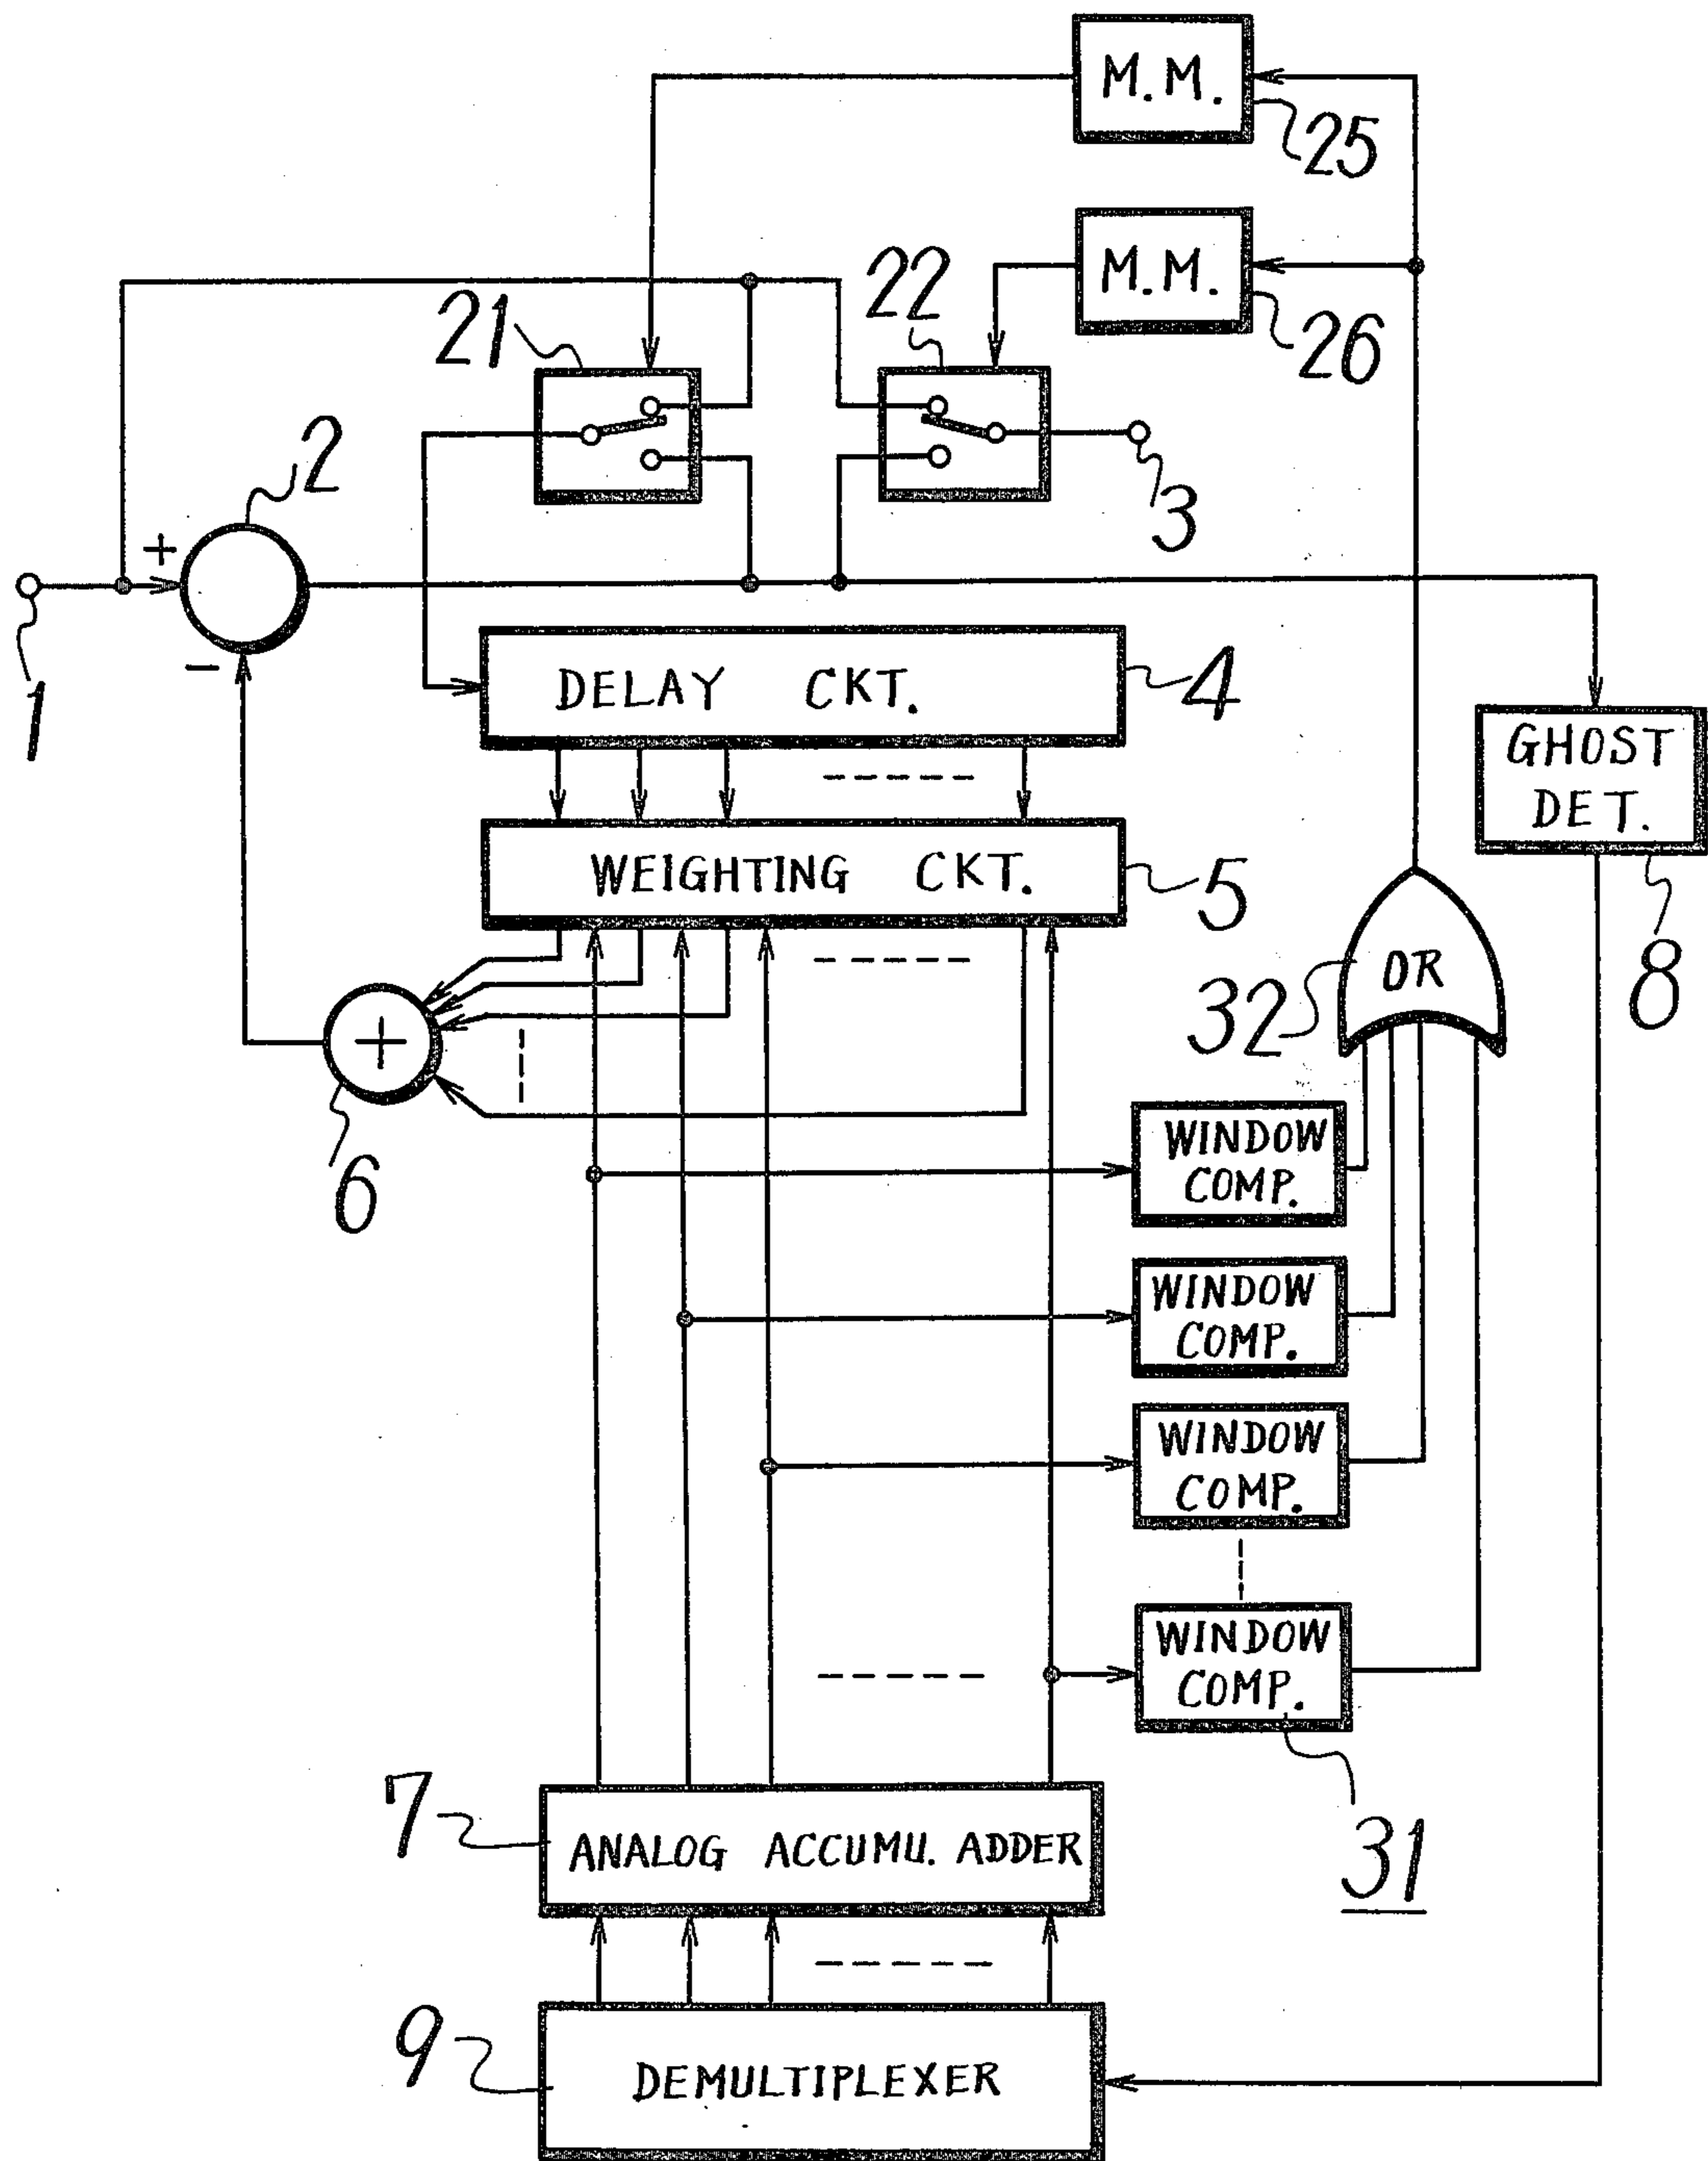 M.M.
25
M.M.
26
21
22
2
+
3
1
-
DELAY CKT.
4
GHOST
DET.
WEIGHTING CKT.
5
8
OR
32
+
6
WINDOW
COMP.
WINDOW
COMP.
WINDOW
COMP.
WINDOW
COMP.
7
ANALOG ACCUMU. ADDER
31
9
DEMULTIPLEXER